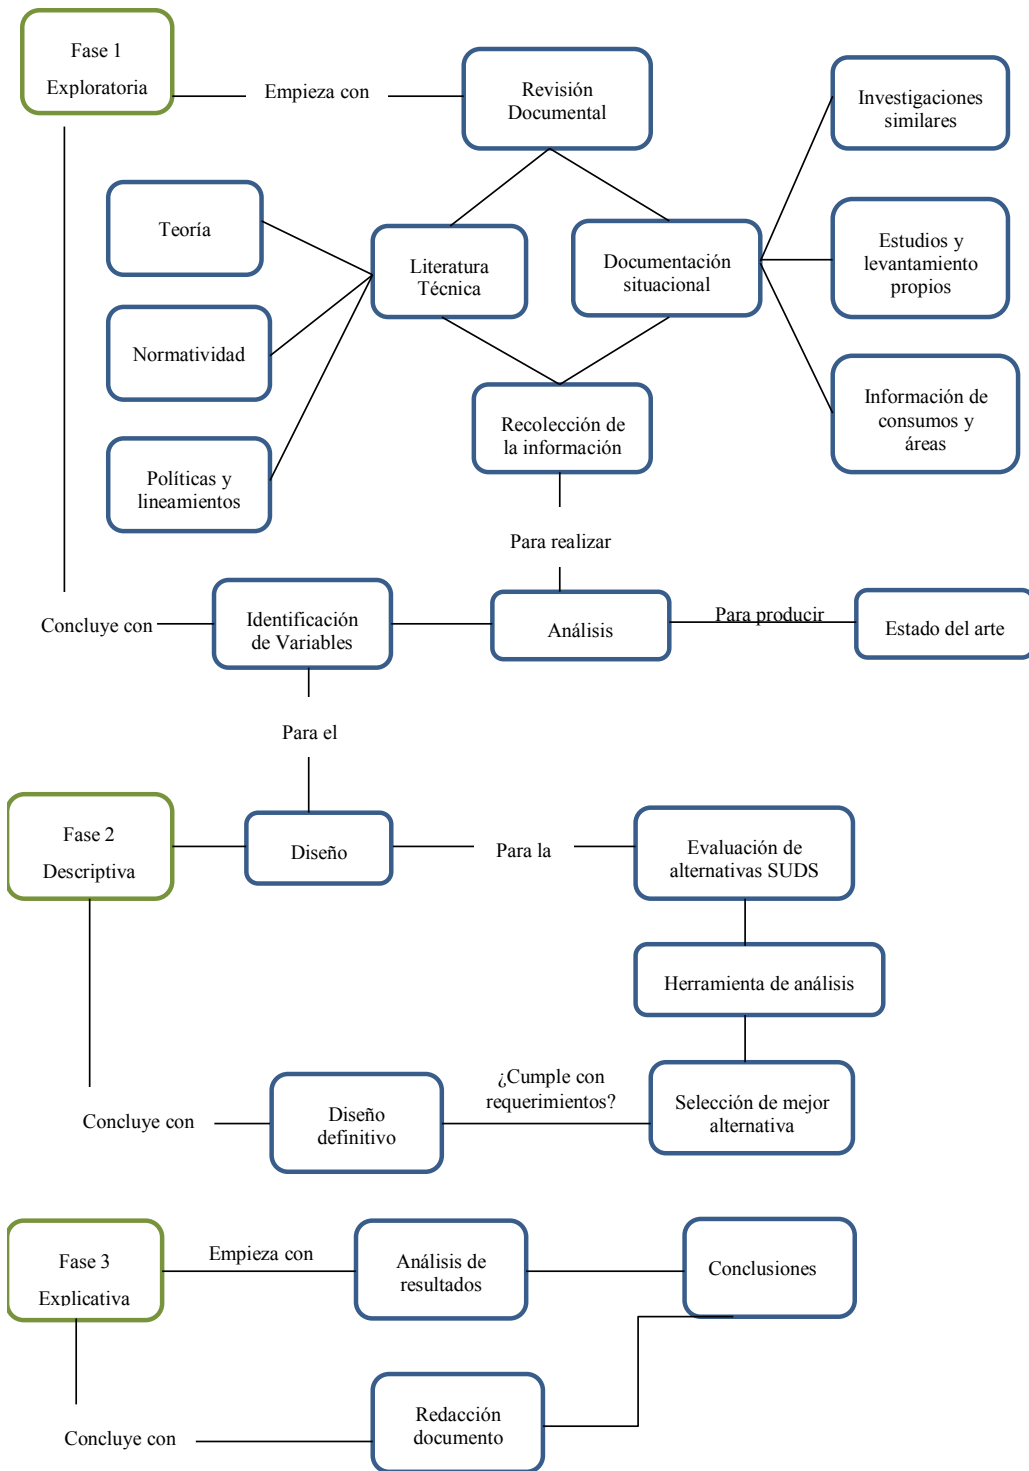 Fase 1
Exploratoria
Empieza con
Revisión
Documental
Investigaciones
similares
Teoría
Literatura
Técnica
Documentación
situacional
Estudios y
levantamiento
propios
Normatividad
Recolección de
la información
Información de
consumos y
áreas
Políticas y
lineamientos
Para realizar
Concluye con
Identificación
de Variables
Análisis
Para producir
Estado del arte
Para el
Fase 2
Descriptiva
Diseño
Para la
Evaluación de
alternativas SUDS
Herramienta de análisis
Concluye con
Diseño
definitivo
¿Cumple con
requerimientos?
Selección de mejor
alternativa
Fase 3
Explicativa
Empieza con
Análisis de
resultados
Conclusiones
Concluye con
Redacción
documento